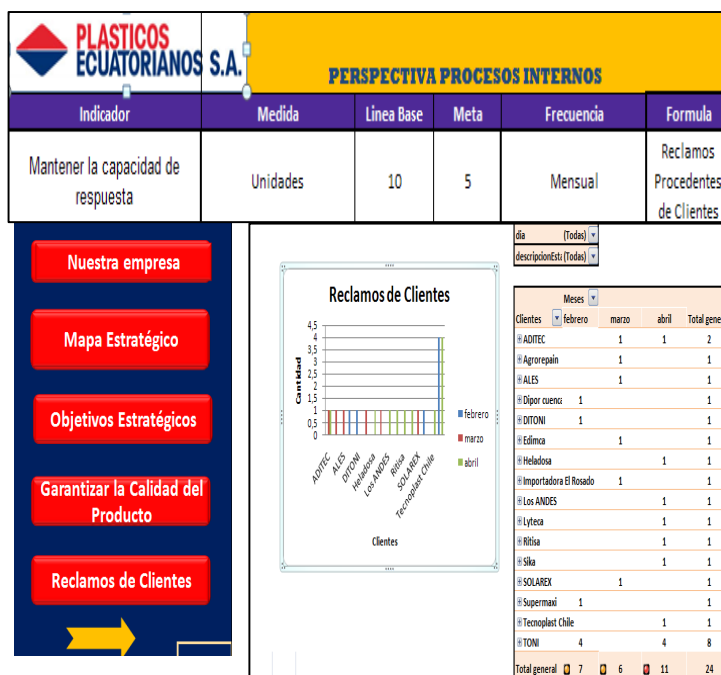 PLASTICOS
ECUATORIANOS S.A.
PERSPECTIVA PROCESOS INTERNOS
Indicador Medida Linea Base Meta Frecuencia Formula
Mantener la capacidad de
respuesta
Unidades 10 5 Mensual
Reclamos
Procedentes
de Clientes
Nuestra empresa
Mapa Estratégico
Objetivos Estratégicos
Garantizar la Calidad del
Producto
Reclamos de Clientes
Reclamos de Clientes
Cantidad
4,5
4
3,5
3
2,5
2
1,5
1
0,5
0
ADITEC
ALES
DITONI
Heladosa
Los ANDES
Ritisa
SOLAREX
Tecnoplast Chile
Clientes
febrero
marzo
abril
dia (Todas)
descripcionEsta (Todas)
Meses
Clientes febrero marzo abril Total gene
ADITEC 1 1 2
Agrorepain 1 1
ALES 1 1
Dipor cuenca 1 1
DITONI 1 1
Edimca 1 1
Heladosa 1 1
Importadora El Rosado 1 1
Los ANDES 1 1
Lyteca 1 1
Ritisa 1 1
Sika 1 1
SOLAREX 1 1
Supermaxi 1 1
Tecnoplast Chile 1 1
TONI 4 4 8
Total general 7 6 11 24